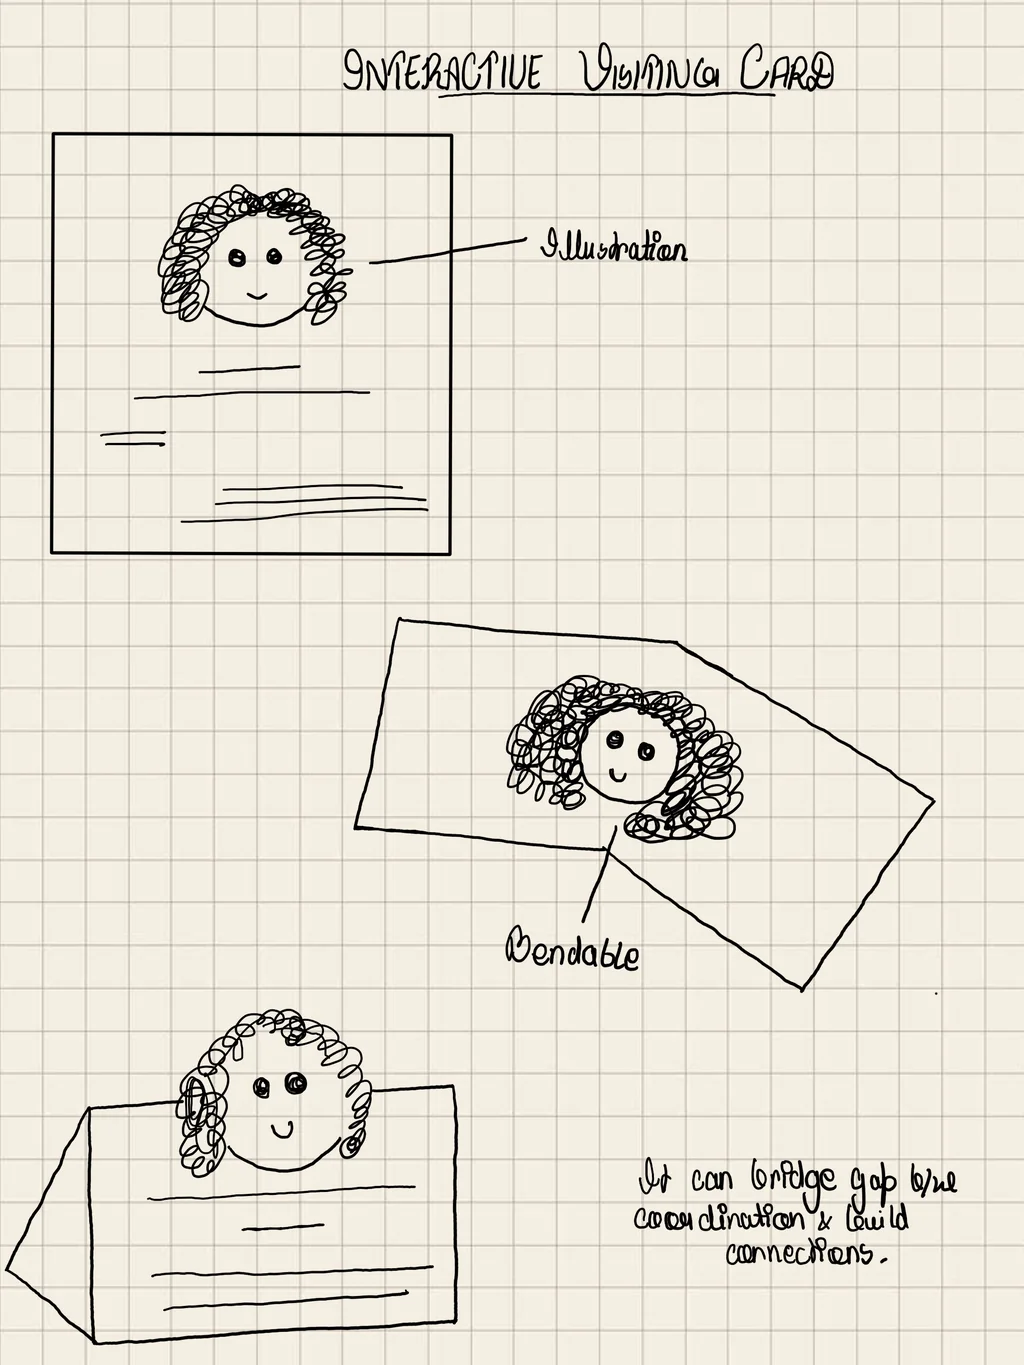 INTERACTIVE VISITING CARD
Illustration
Bendable
It can bridge gap b/w
coordination & build
connections.